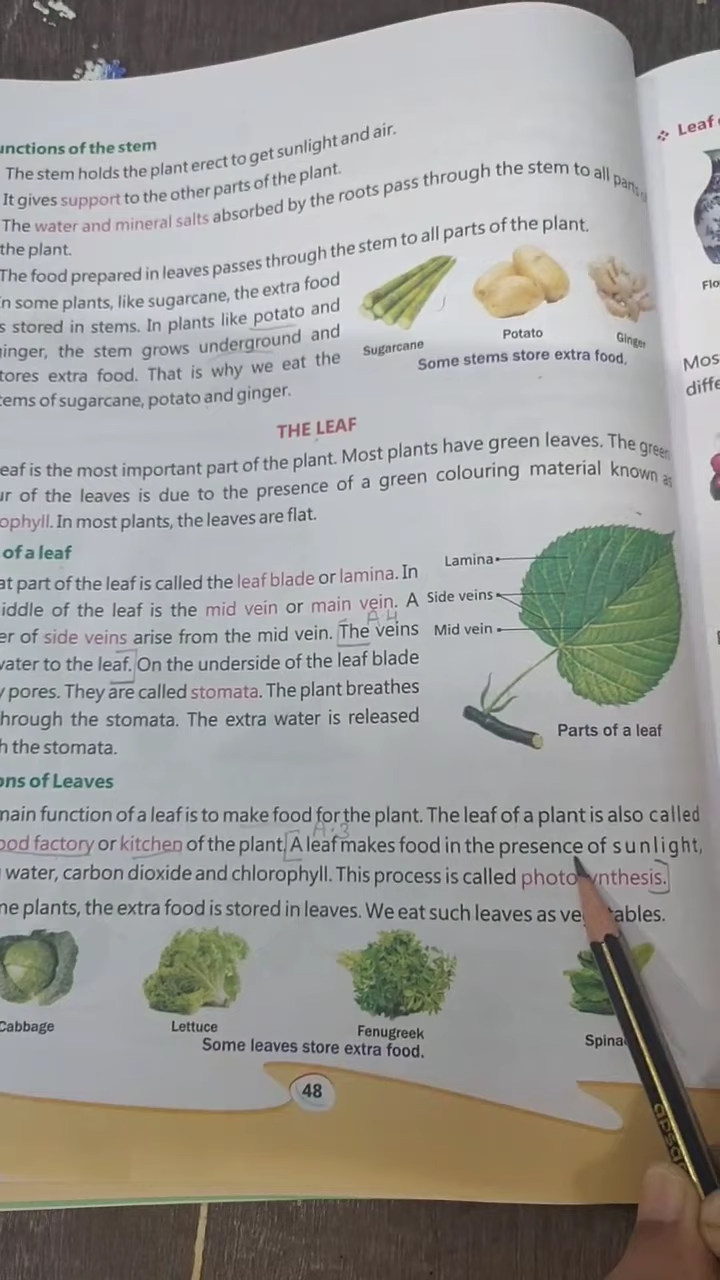 unctions of the stem
The stem holds the plant erect to get sunlight and air.
It gives support to the other parts of the plant.
The water and mineral salts absorbed by the roots pass through the stem to all parts
the plant.
The food prepared in leaves passes through the stem to all parts of the plant.
n some plants, like sugarcane, the extra food
s stored in stems. In plants like potato and
inger, the stem grows underground and
tores extra food. That is why we eat the
ems of sugarcane, potato and ginger.
Sugarcane
Potato
Ginger
Some stems store extra food.
THE LEAF
eaf is the most important part of the plant. Most plants have green leaves. The green
ur of the leaves is due to the presence of a green colouring material known as
ophyll. In most plants, the leaves are flat.
of a leaf
at part of the leaf is called the leaf blade or lamina. In
iddle of the leaf is the mid vein or main vein. A
A 4
er of side veins arise from the mid vein. The veins
water to the leaf. On the underside of the leaf blade
y pores. They are called stomata. The plant breathes
hrough the stomata. The extra water is released
h the stomata.
Lamina
Side veins
Mid vein
Parts of a leaf
ons of Leaves
main function of a leaf is to make food for the plant. The leaf of a plant is also called
A.3
ood factory or kitchen of the plant. A leaf makes food in the presence of sunlight,
water, carbon dioxide and chlorophyll. This process is called photosynthesis.
me plants, the extra food is stored in leaves. We eat such leaves as vegetables.
Cabbage
Lettuce
Fenugreek
Spina
Some leaves store extra food.
48
Leaf
Flo
Mos
diffe